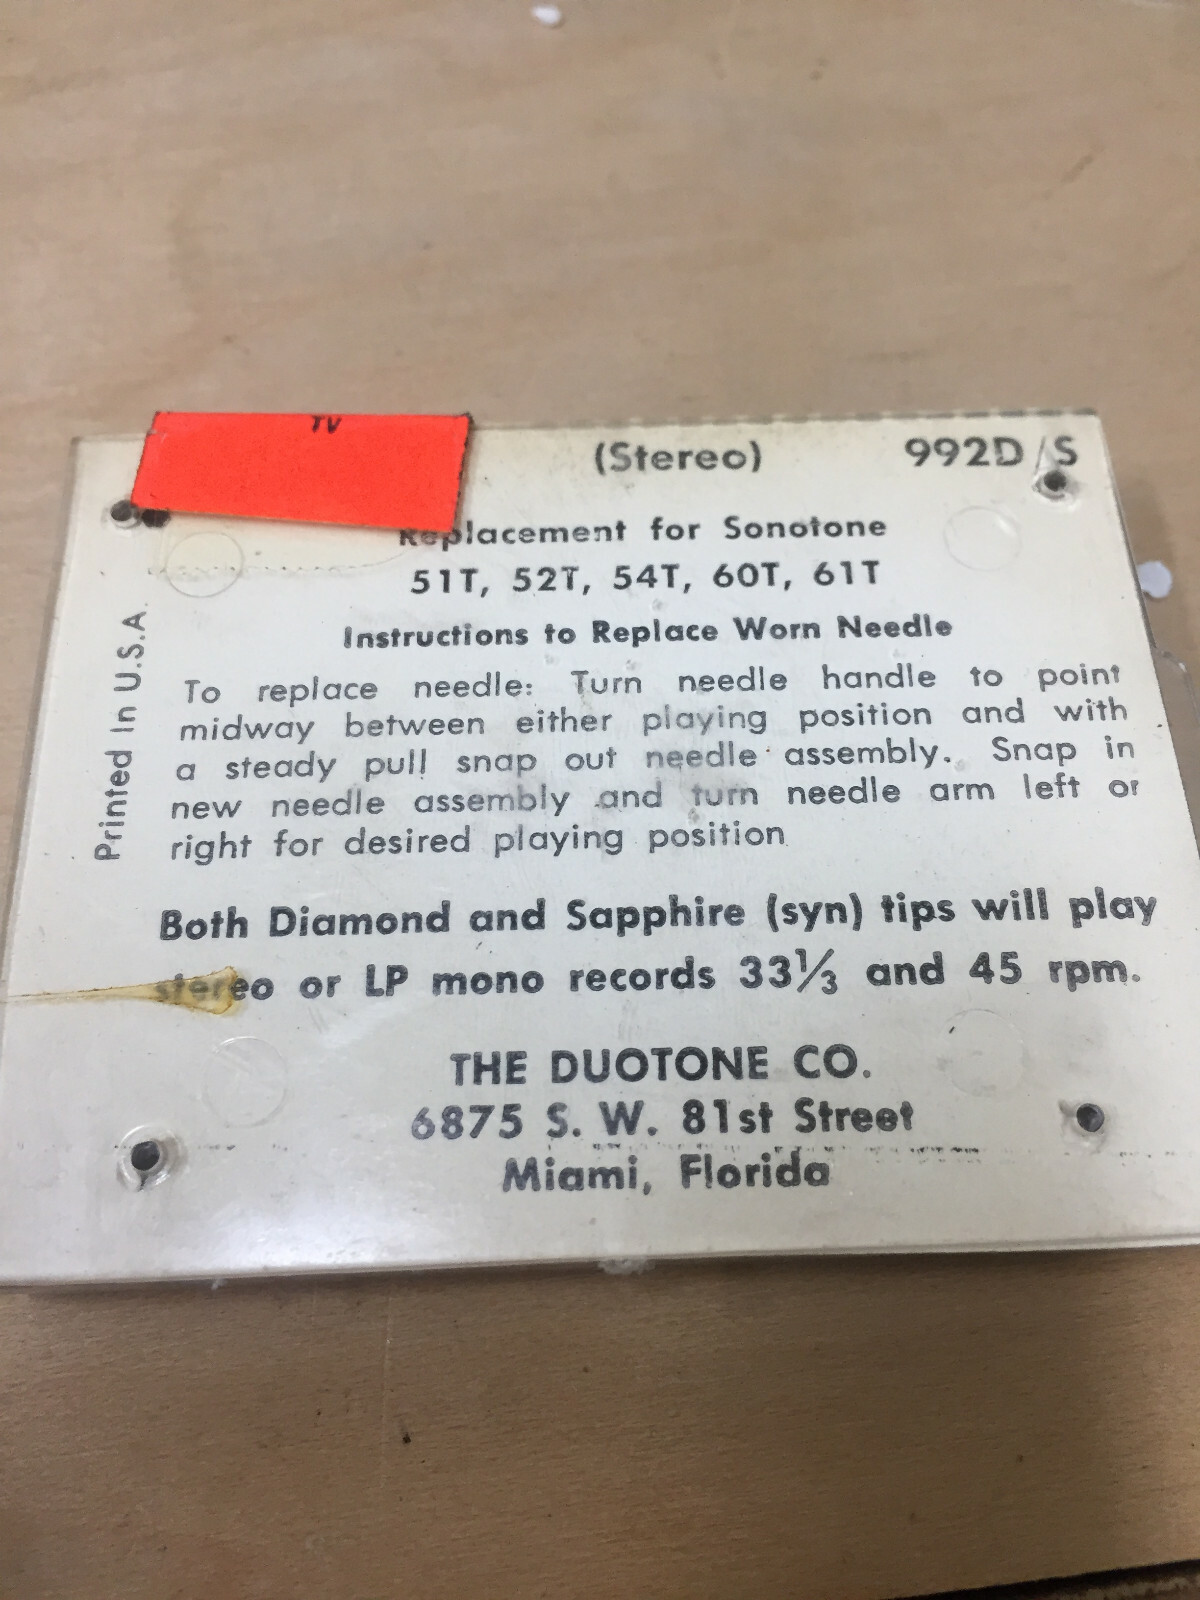 TV
(Stereo) 992D/S
Replacement for Sonotone
51T, 52T, 54T, 60T, 61T
Instructions to Replace Worn Needle
Printed In U.S.A.
To replace needle: Turn needle handle to point
midway between either playing position and with
a steady pull snap out needle assembly. Snap in
new needle assembly and turn needle arm left or
right for desired playing position
Both Diamond and Sapphire (syn) tips will play
stereo or LP mono records 33⅓ and 45 rpm.
THE DUOTONE CO.
6875 S. W. 81st Street
Miami, Florida